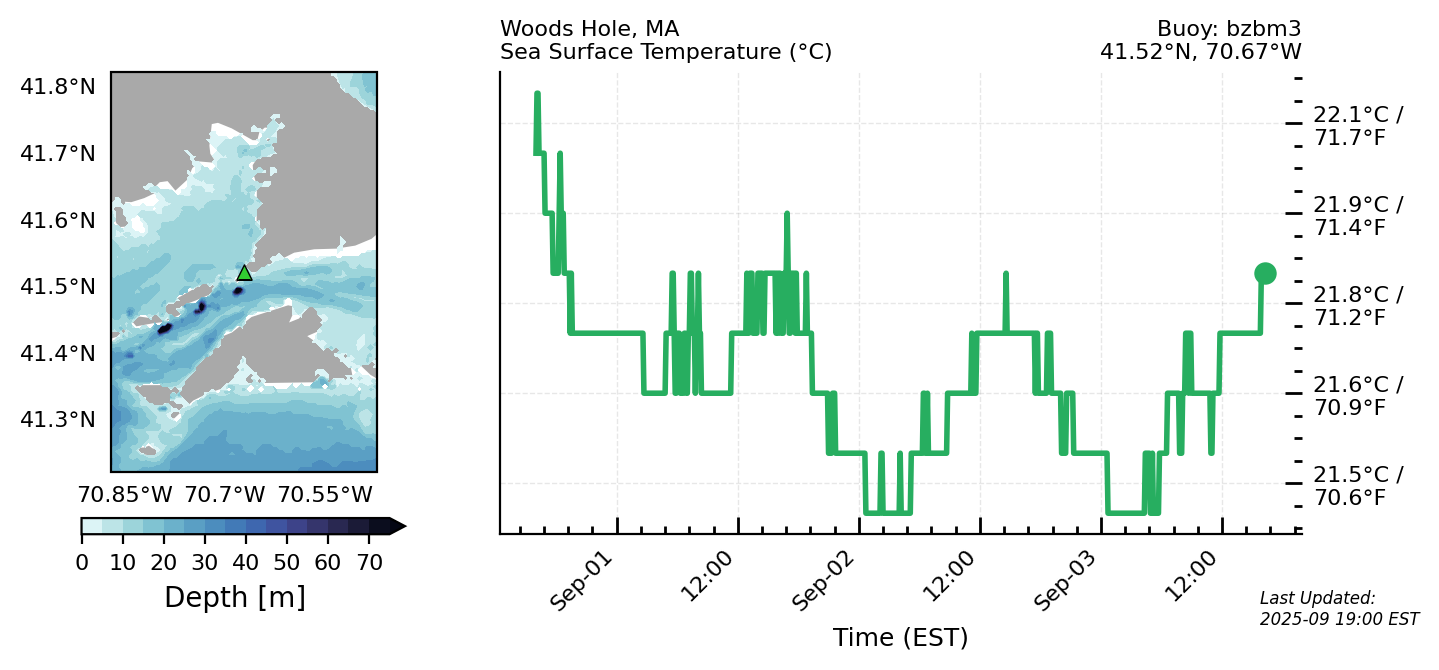 Woods Hole, MA
Sea Surface Temperature (°C)
Buoy: bzbm3
41.52°N, 70.67°W
41.8°N
41.7°N
41.6°N
41.5°N
41.4°N
41.3°N
70.85°W 70.7°W 70.55°W
0 10 20 30 40 50 60 70
Depth [m]
22.1°C /
71.7°F
21.9°C /
71.4°F
21.8°C /
71.2°F
21.6°C /
70.9°F
21.5°C /
70.6°F
Sep-01 12:00 Sep-02 12:00 Sep-03 12:00
Time (EST)
Last Updated:
2025-09 19:00 EST